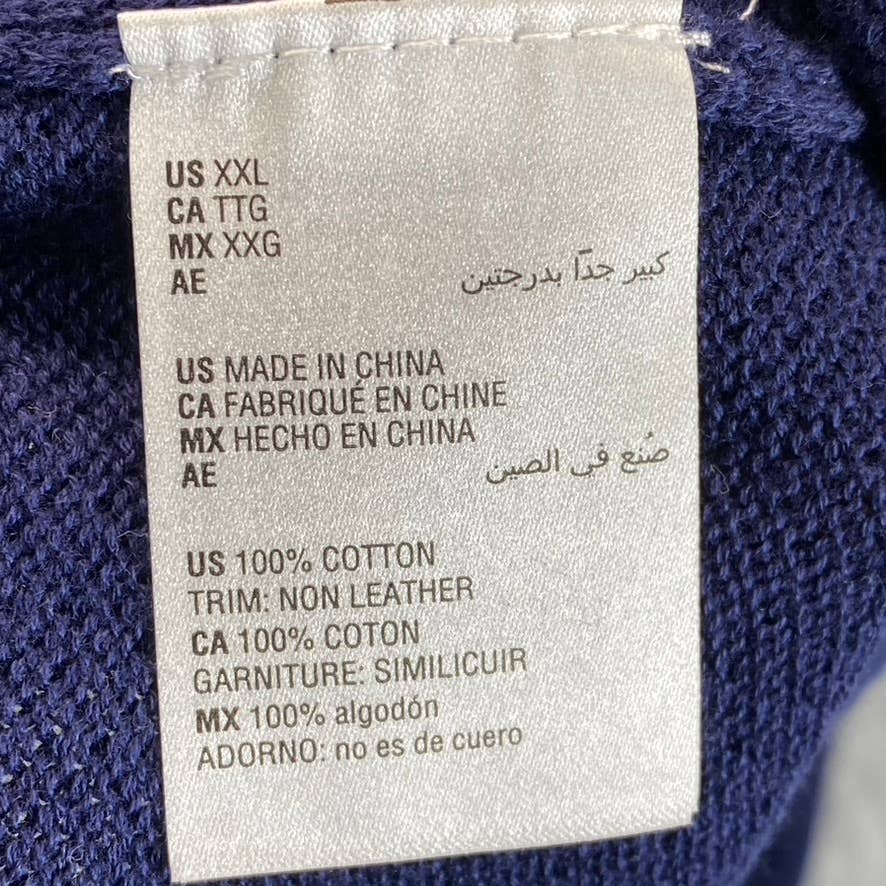 US XXL
CA TTG
MX XXG
AE كبير جدًا بدرجتين
US MADE IN CHINA
CA FABRIQUÉ EN CHINE
MX HECHO EN CHINA
AE صُنع في الصين
US 100% COTTON
TRIM: NON LEATHER
CA 100% COTON
GARNITURE: SIMILICUIR
MX 100% algodón
ADORNO: no es de cuero